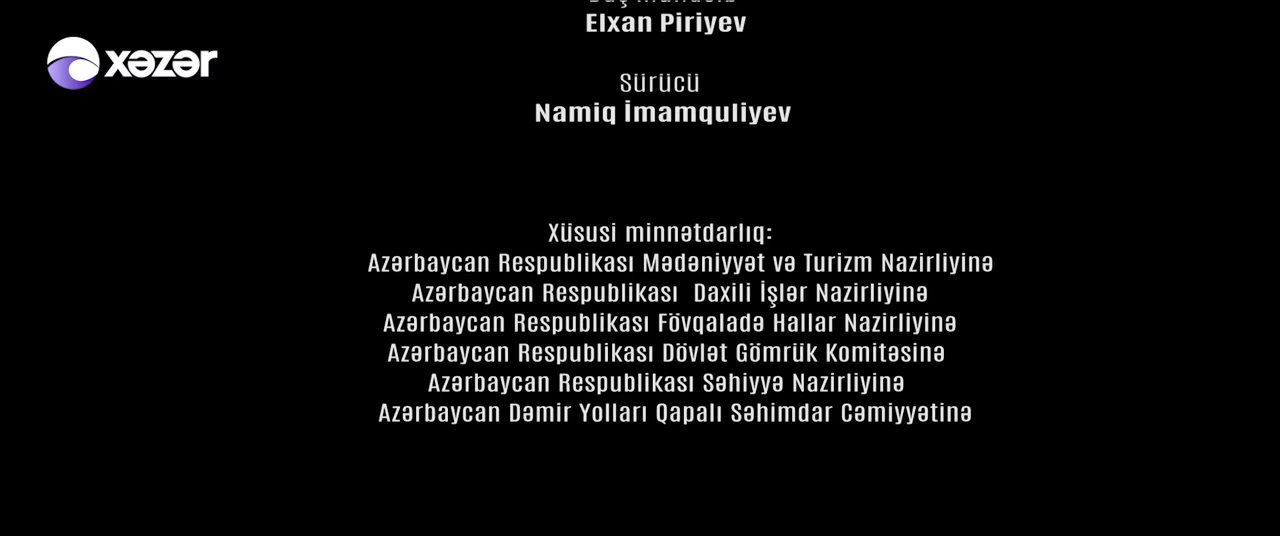 Elxan Piriyev
xəzər
Sürücü
Namiq İmamquliyev
Xüsusi minnətdarlıq:
Azərbaycan Respublikası Mədəniyyət və Turizm Nazirliyinə
Azərbaycan Respublikası Daxili İşlər Nazirliyinə
Azərbaycan Respublikası Fövqaladə Hallar Nazirliyinə
Azərbaycan Respublikası Dövlət Gömrük Komitəsinə
Azərbaycan Respublikası Səhiyyə Nazirliyinə
Azərbaycan Dəmir Yolları Qapalı Səhimdar Cəmiyyətinə